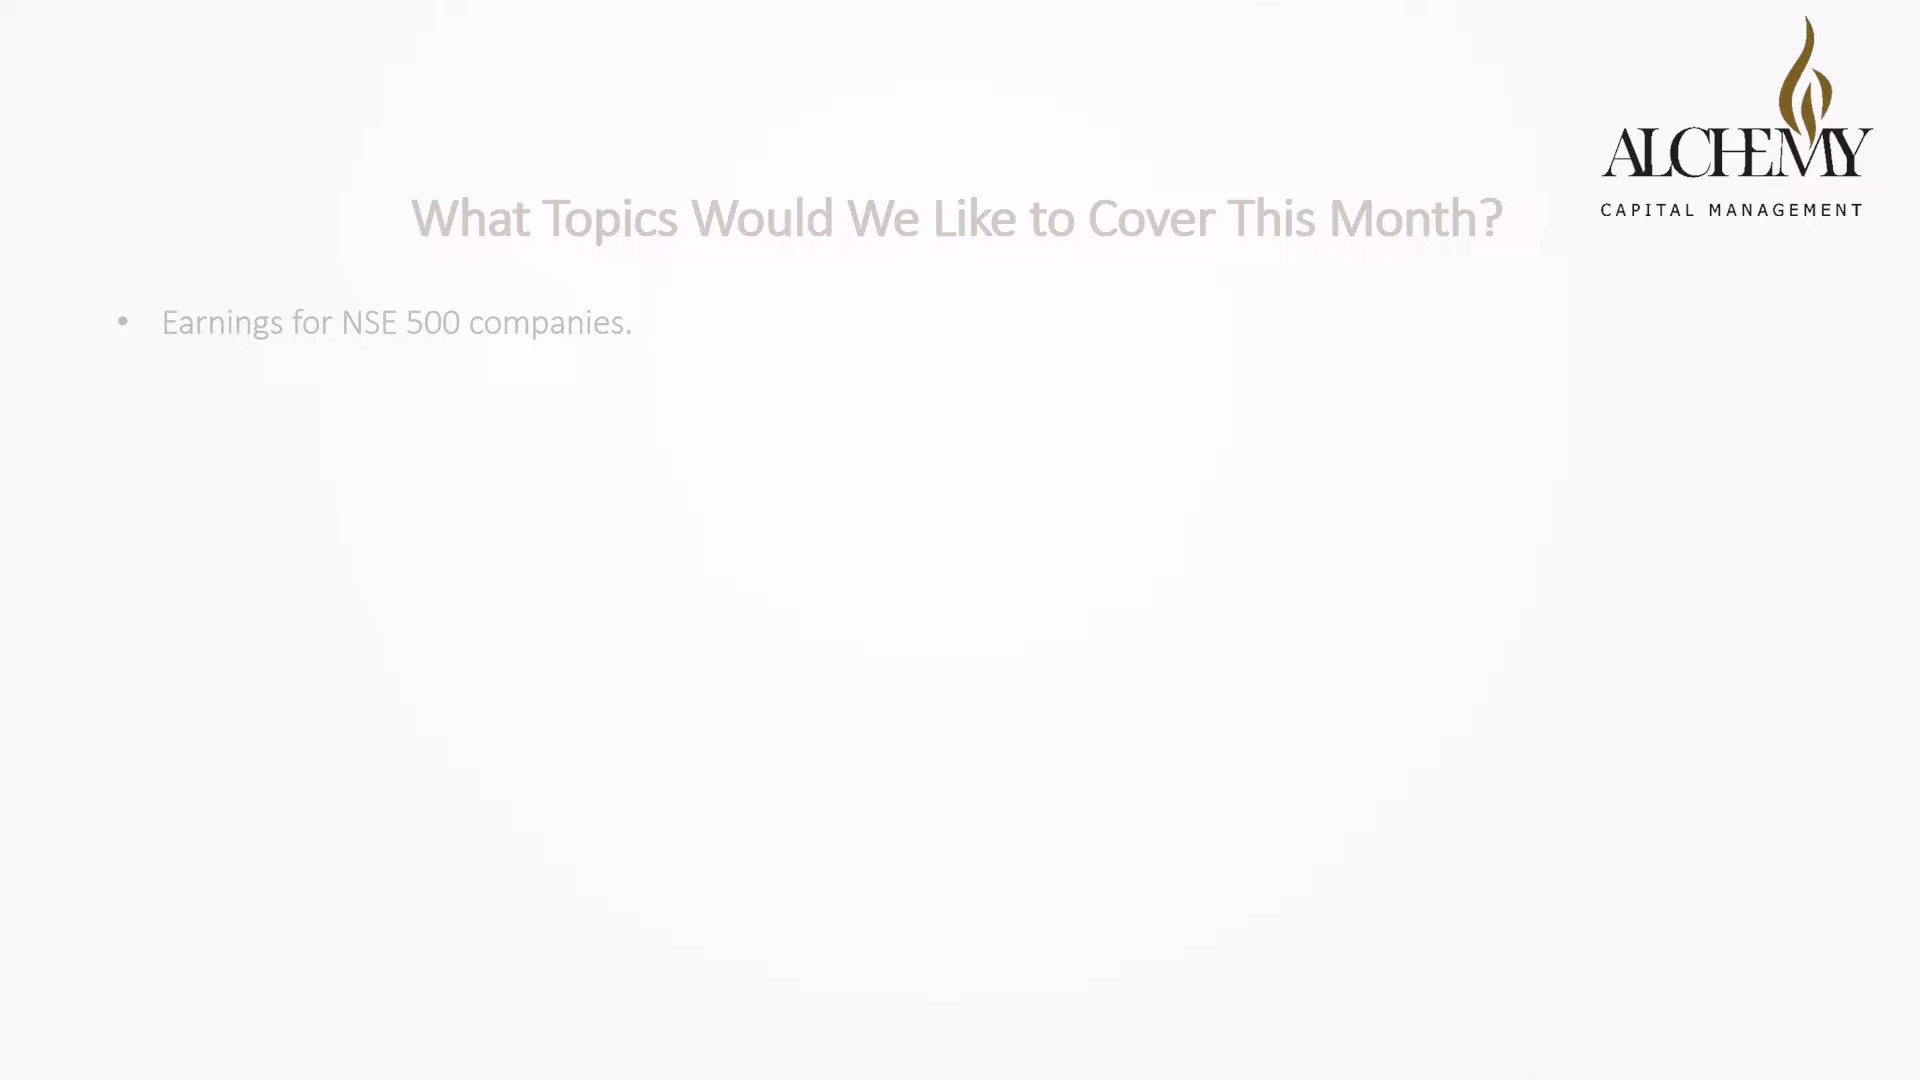 ALCHEMY
CAPITAL MANAGEMENT
What Topics Would We Like to Cover This Month?
• Earnings for NSE 500 companies.